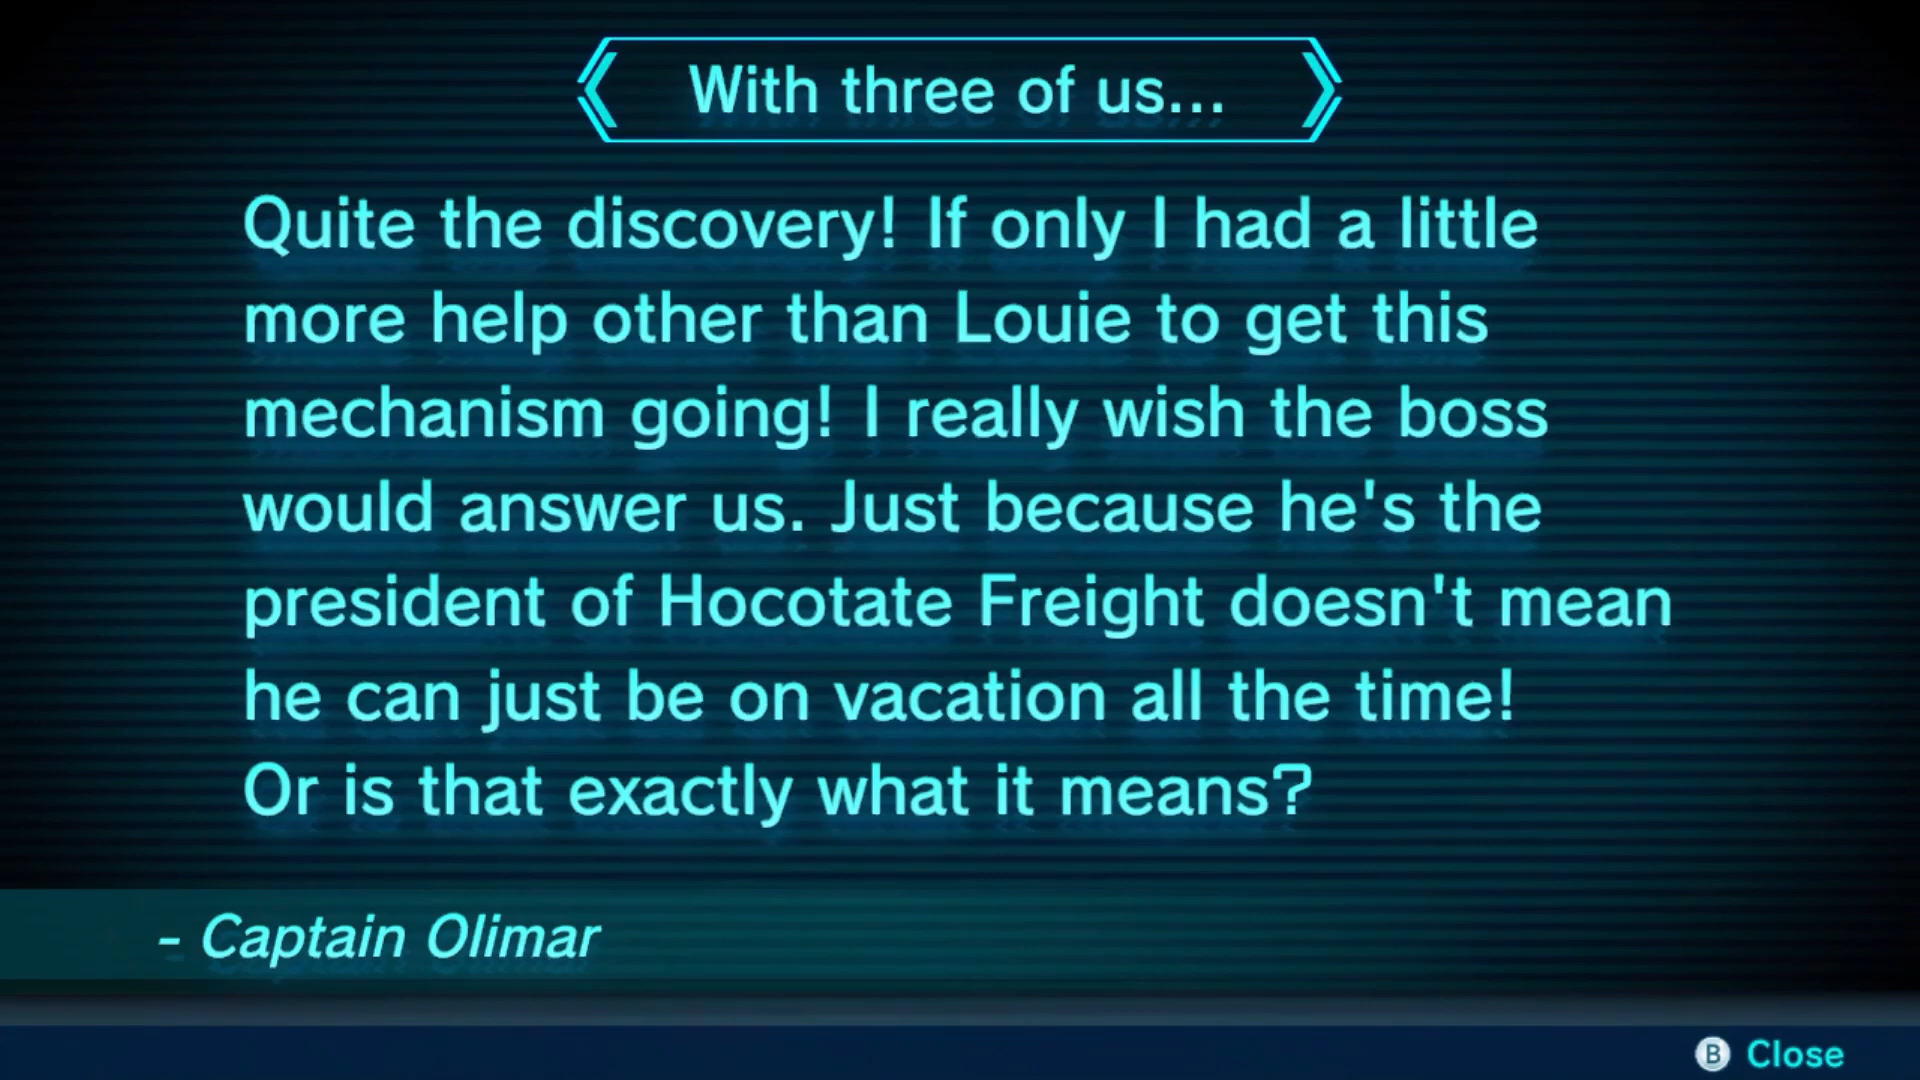 With three of us...
Quite the discovery! If only I had a little
more help other than Louie to get this
mechanism going! I really wish the boss
would answer us. Just because he's the
president of Hocotate Freight doesn't mean
he can just be on vacation all the time!
Or is that exactly what it means?
- Captain Olimar
B Close